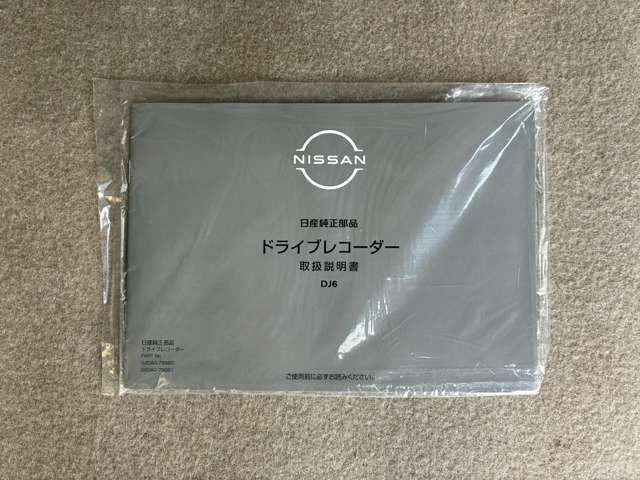 NISSAN
日産純正部品
ドライブレコーダー
取扱説明書
DJ6
日産純正部品
ドライブレコーダー
PART No.
ご使用前に必ずお読みください。